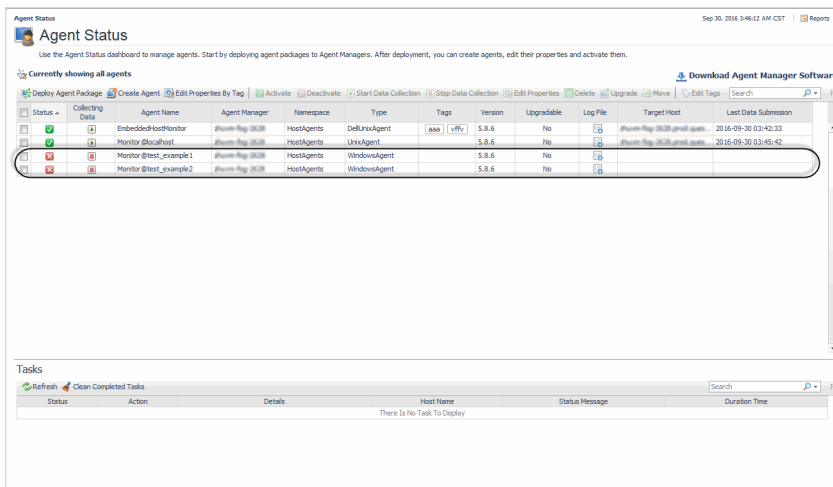 Agent Status
Sep 30, 2016 3:46:12 AM CST Reports
Agent Status
Use the Agent Status dashboard to manage agents. Start by deploying agent packages to Agent Managers. After deployment, you can create agents, edit their properties and activate them.
Currently showing all agents
Download Agent Manager Software
Deploy Agent Package Create Agent Edit Properties By Tag Activate Deactivate Start Data Collection Stop Data Collection Edit Properties Delete Upgrade Move Edit Tags Search
Status Collecting Data Agent Name Agent Manager Namespace Type Tags Version Upgradable Log File Target Host Last Data Submission
EmbeddedHostMonitor HostAgents DellUnixAgent aaa vffv 5.8.6 No 2016-09-30 03:42:33
Monitor@localhost HostAgents UnixAgent 5.8.6 No 2016-09-30 03:45:42
Monitor@test_example1 HostAgents WindowsAgent 5.8.6 No
Monitor@test_example2 HostAgents WindowsAgent 5.8.6 No
Tasks
Refresh Clean Completed Tasks Search
Status Action Details Host Name Status Message Duration Time
There Is No Task To Display